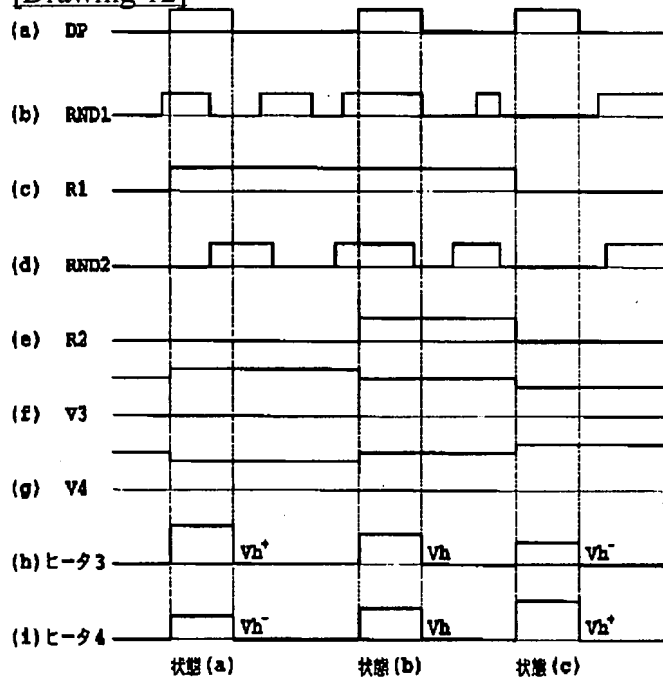 [Drawing 12]
(a) DP
(b) RND1
(c) R1
(d) RND2
(e) R2
(f) V3
(g) V4
(h) ヒータ3 Vh⁺ Vh Vh⁻
(i) ヒータ4 Vh⁻ Vh Vh⁺
状態(a) 状態(b) 状態(c)